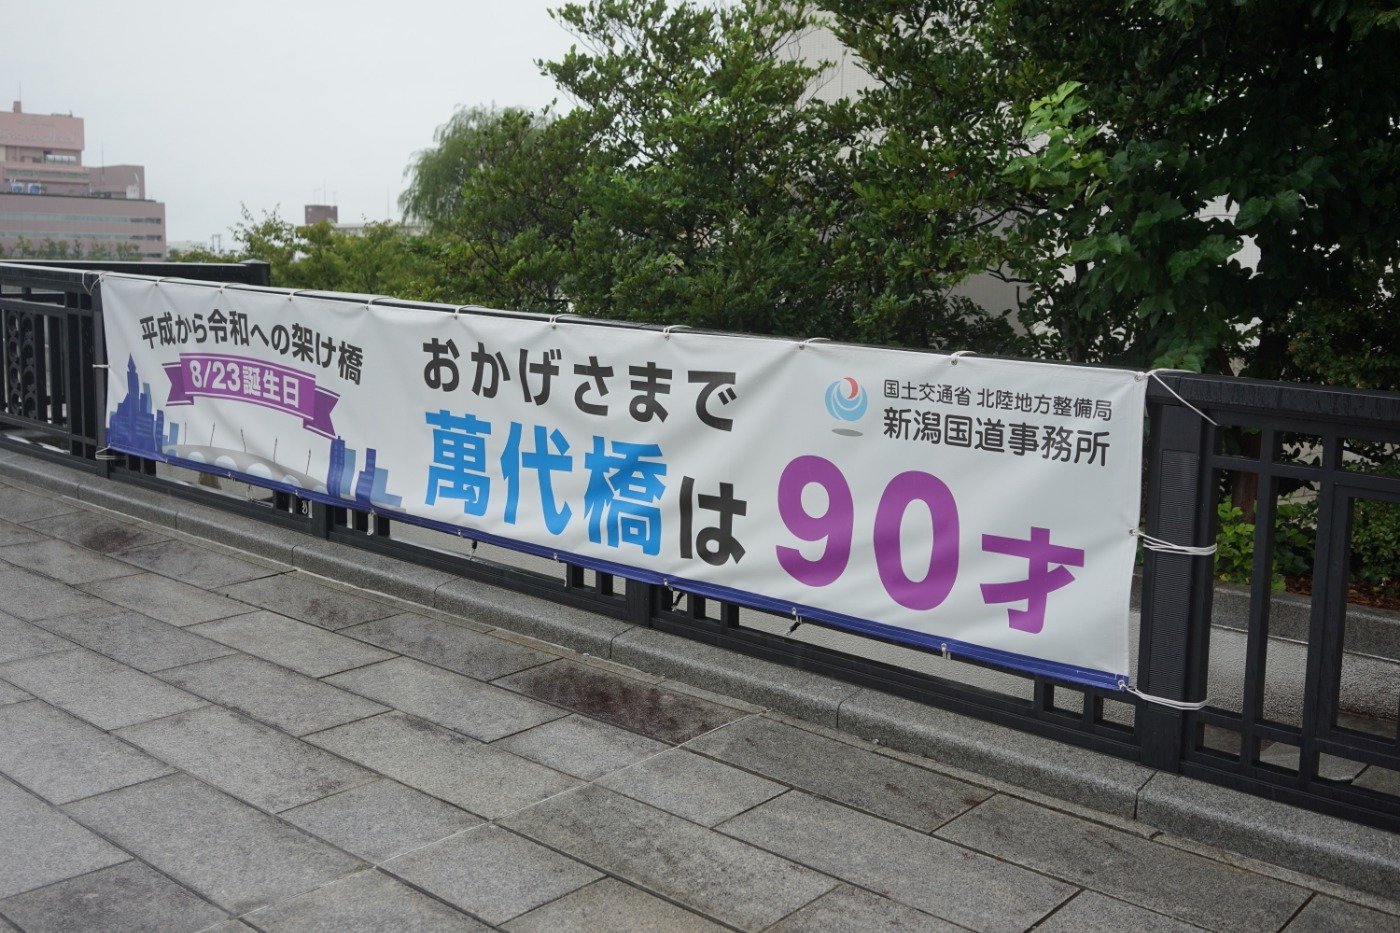 平成から令和への架け橋
8/23誕生日
おかげさまで
萬代橋は90才
国土交通省 北陸地方整備局
新潟国道事務所